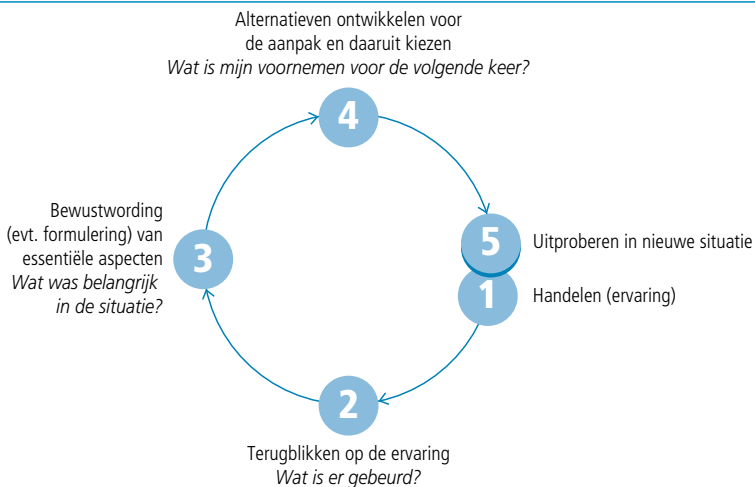 Alternatieven ontwikkelen voor
de aanpak en daaruit kiezen
Wat is mijn voornemen voor de volgende keer?
4
Bewustwording
(evt. formulering) van
essentiële aspecten
Wat was belangrijk
in de situatie?
3
5
Uitproberen in nieuwe situatie
1
Handelen (ervaring)
2
Terugblikken op de ervaring
Wat is er gebeurd?